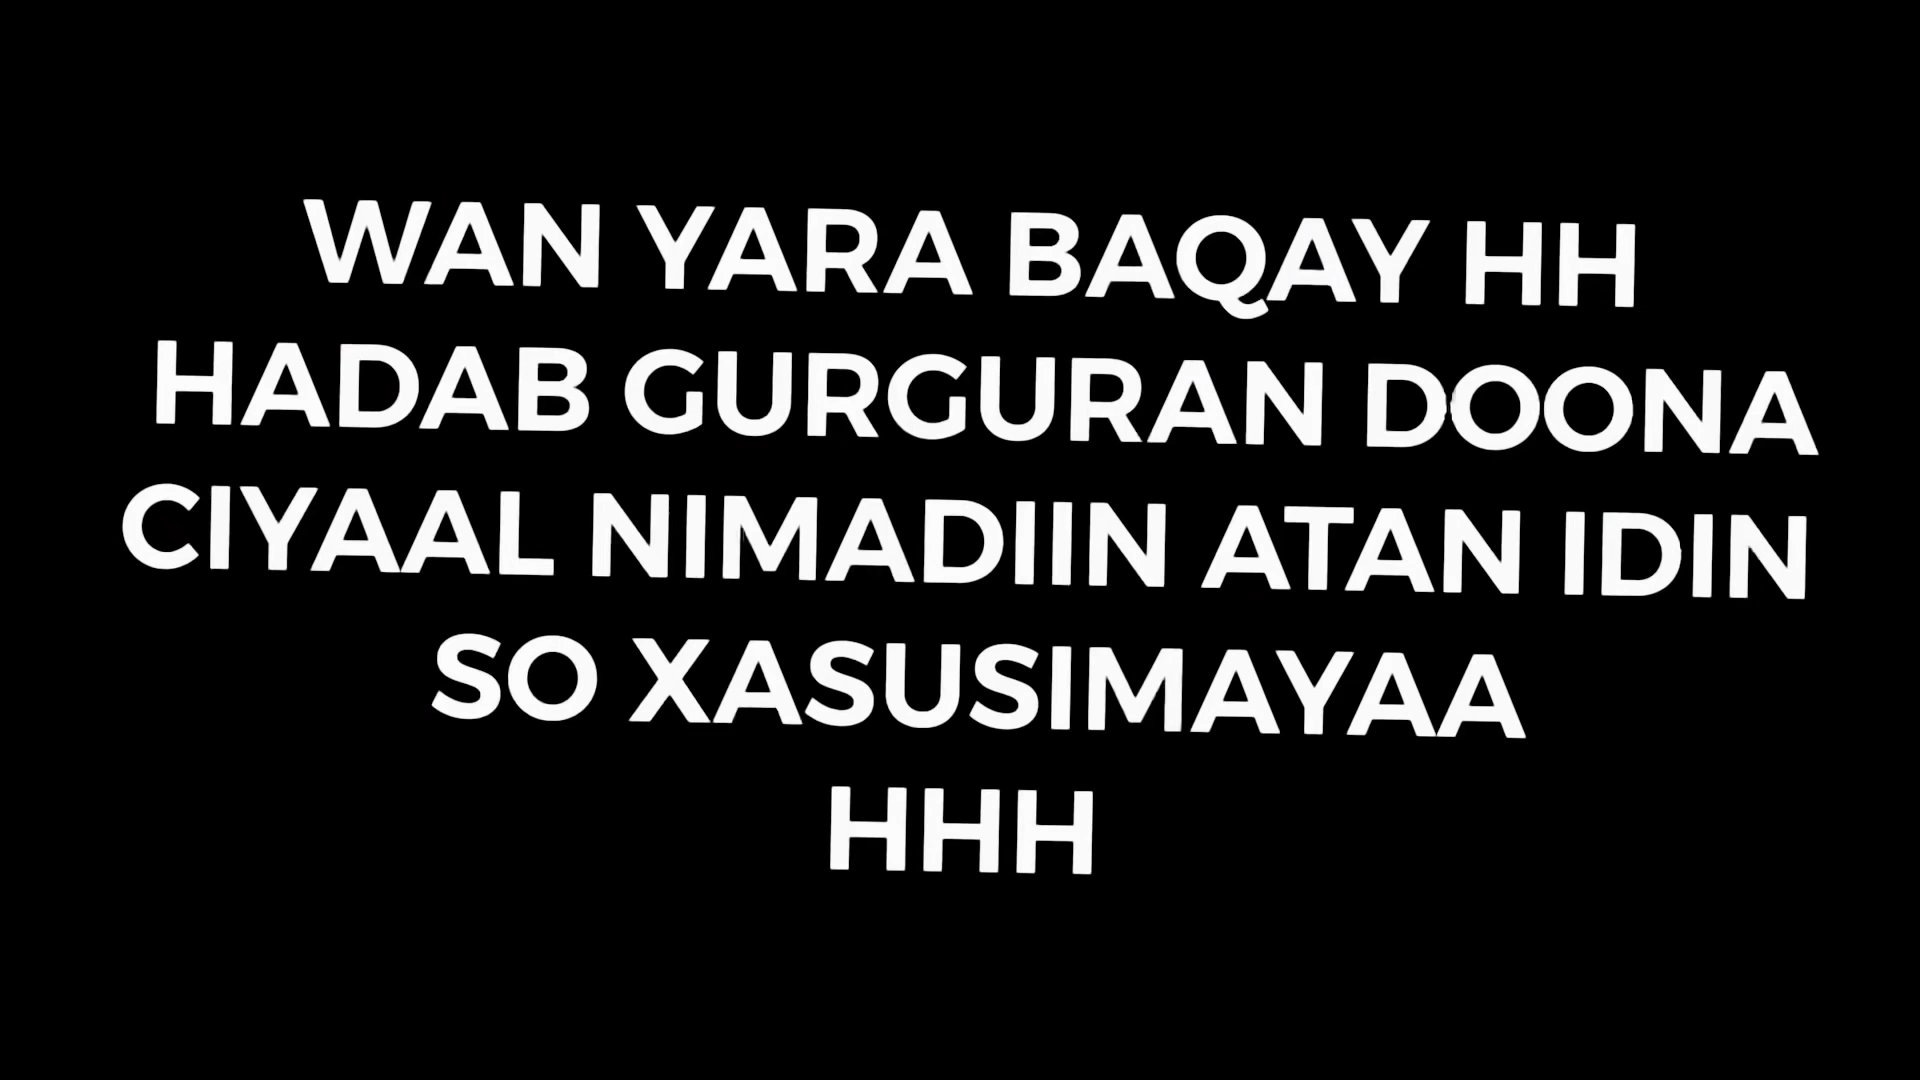 WAN YARA BAQAY HH
HADAB GURGURAN DOONA
CIYAAL NIMADIIN ATAN IDIN
SO XASUSIMAYAA
HHH